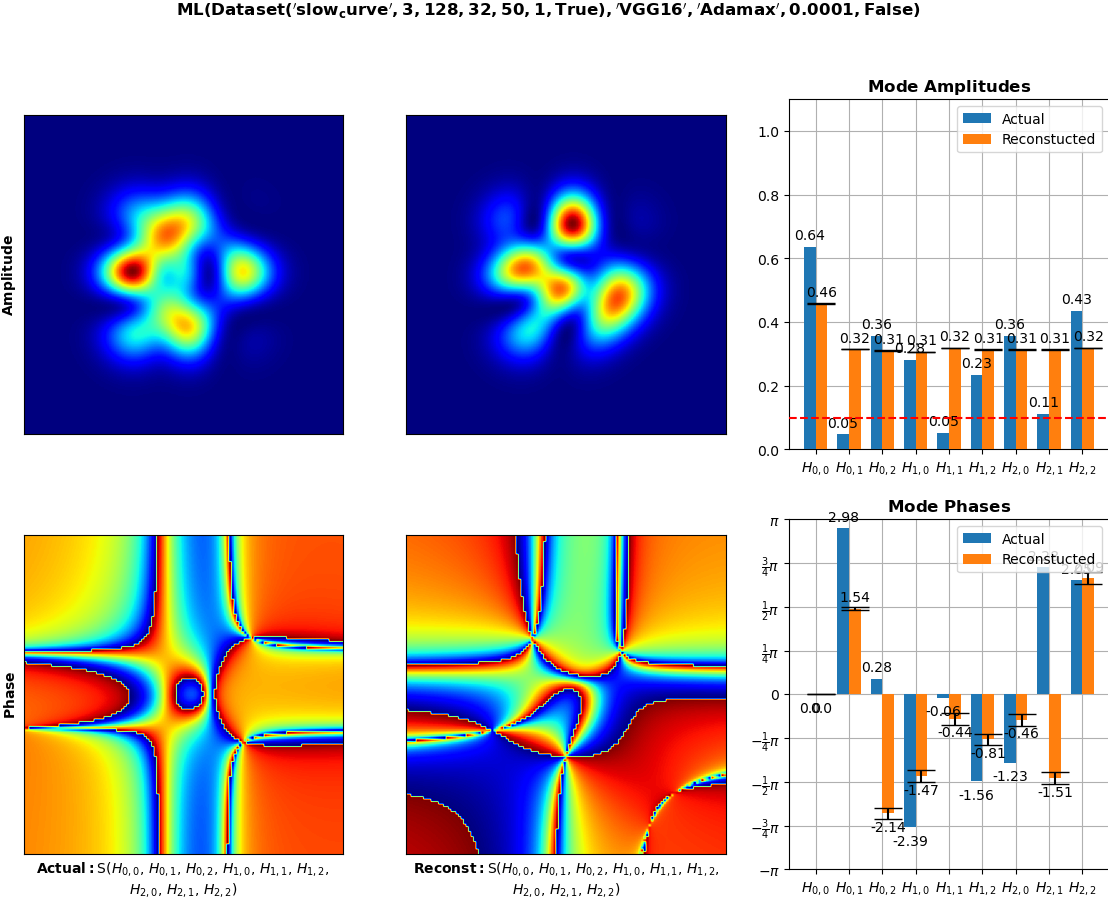 ML(Dataset('slow_curve', 3, 128, 32, 50, 1, True), 'VGG16', 'Adamax', 0.0001, False)
Amplitude
Mode Amplitudes
Actual
Reconstucted
1.0
0.8
0.6
0.4
0.2
0.0
0.64
0.46
0.05
0.32
0.36
0.31
0.28
0.31
0.05
0.32
0.23
0.31
0.36
0.31
0.11
0.31
0.43
0.32
H0,0 H0,1 H0,2 H1,0 H1,1 H1,2 H2,0 H2,1 H2,2
Phase
Mode Phases
Actual
Reconstucted
π
3/4π
1/2π
1/4π
0
−1/4π
−1/2π
−3/4π
−π
0.0
0.0
2.98
1.54
0.28
-2.14
-2.39
-1.47
-0.06
-0.44
-1.56
-0.81
-1.23
-0.46
-1.51
H0,0 H0,1 H0,2 H1,0 H1,1 H1,2 H2,0 H2,1 H2,2
Actual: S(H0,0, H0,1, H0,2, H1,0, H1,1, H1,2,
H2,0, H2,1, H2,2)
Reconst: S(H0,0, H0,1, H0,2, H1,0, H1,1, H1,2,
H2,0, H2,1, H2,2)